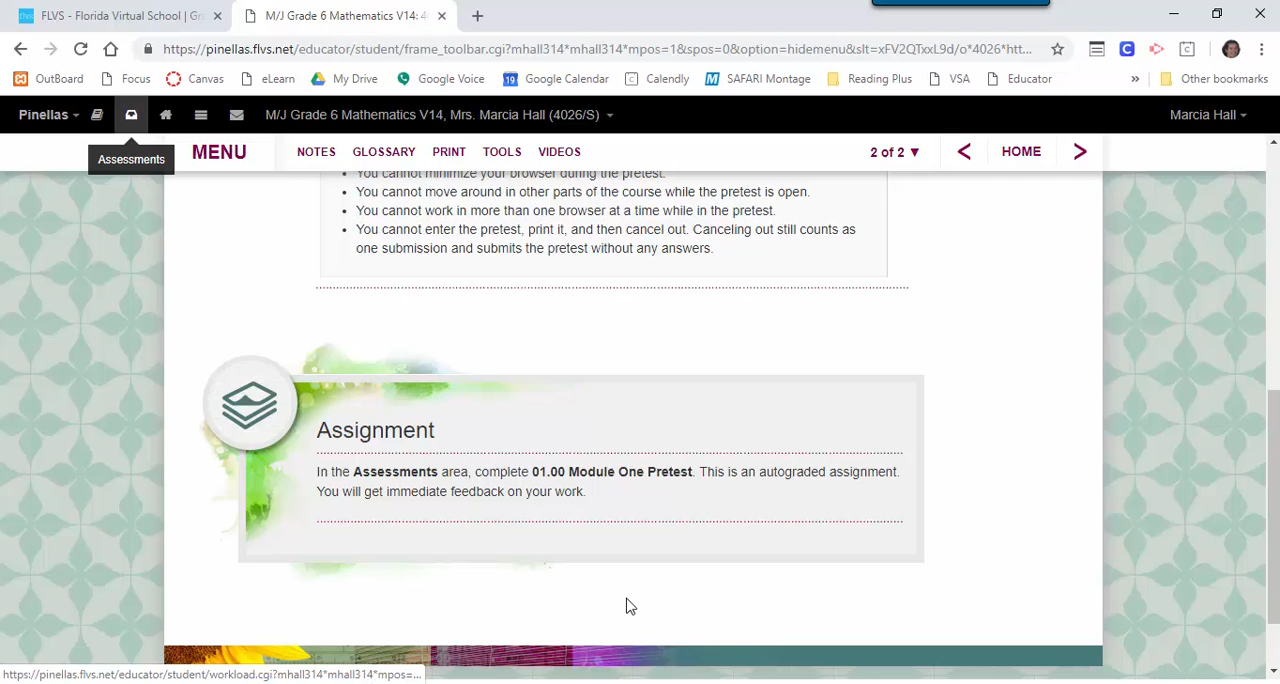 FLVS - Florida Virtual School | Gr
M/J Grade 6 Mathematics V14: 4
https://pinellas.flvs.net/educator/student/frame_toolbar.cgi?mhall314*mhall314*mpos=1&spos=0&option=hidemenu&slt=xFV2QTxxL9d/o*4026*htt...
OutBoard Focus Canvas eLearn My Drive Google Voice Google Calendar Calendly SAFARI Montage Reading Plus VSA Educator » Other bookmarks
Pinellas M/J Grade 6 Mathematics V14, Mrs. Marcia Hall (4026/S) Marcia Hall
Assessments MENU NOTES GLOSSARY PRINT TOOLS VIDEOS 2 of 2 ▼ < HOME >
• You cannot minimize your browser during the pretest.
• You cannot move around in other parts of the course while the pretest is open.
• You cannot work in more than one browser at a time while in the pretest.
• You cannot enter the pretest, print it, and then cancel out. Canceling out still counts as
one submission and submits the pretest without any answers.
Assignment
In the Assessments area, complete 01.00 Module One Pretest. This is an autograded assignment.
You will get immediate feedback on your work.
https://pinellas.flvs.net/educator/student/workload.cgi?mhall314*mhall314*mpos=...